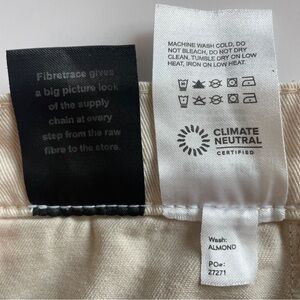 Fibretrace gives
a big picture look
of the supply
chain at every
step from the raw
fibre to the store.
MACHINE WASH COLD, DO
NOT BLEACH, DO NOT DRY
CLEAN, TUMBLE DRY ON LOW
HEAT, IRON ON LOW HEAT.
CLIMATE
NEUTRAL
CERTIFIED
Wash:
ALMOND
PO#:
27271